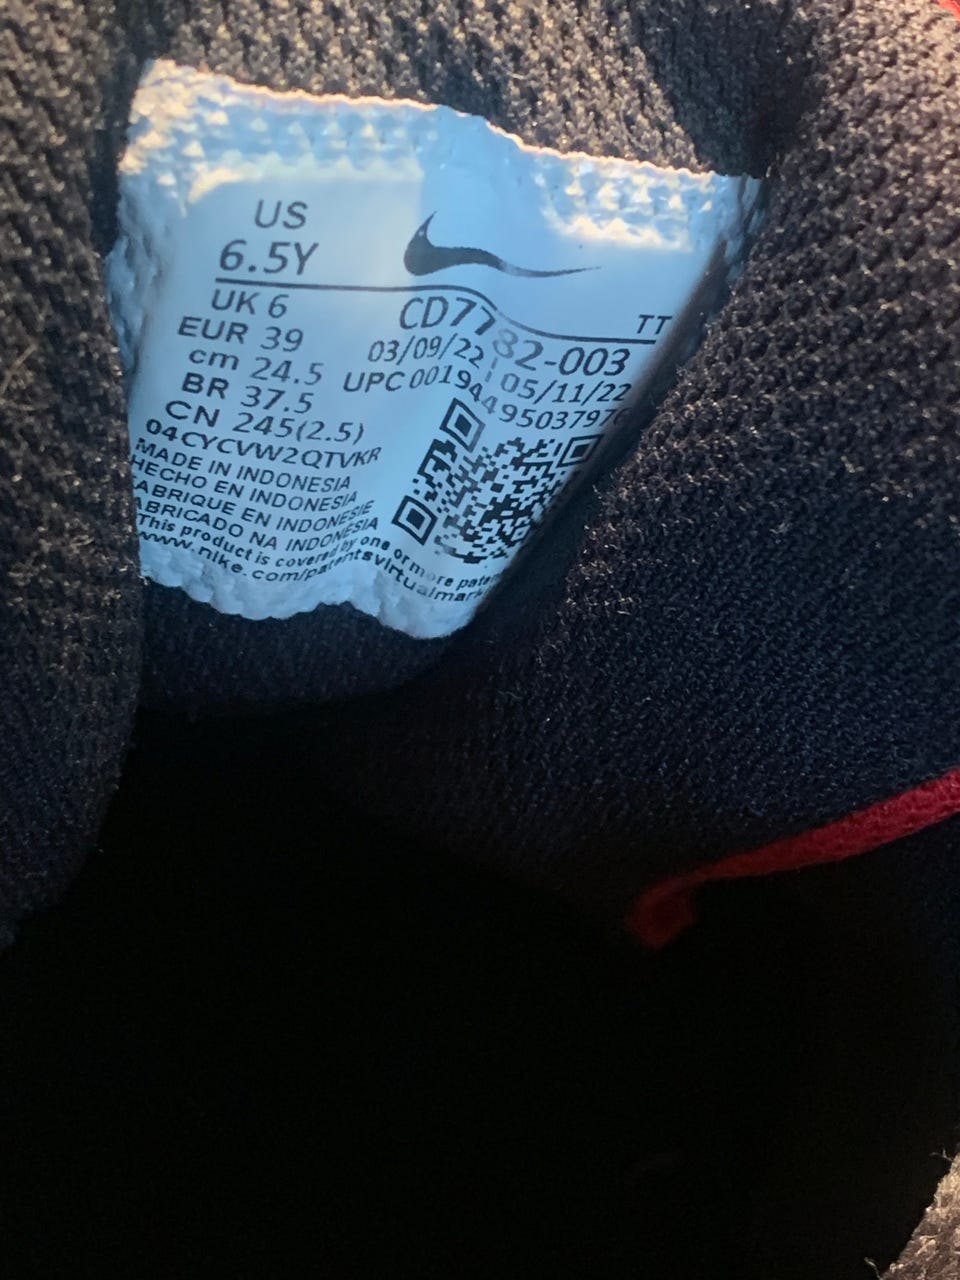 US
6.5Y
UK 6
EUR 39
cm 24.5
BR 37.5
CN 245(2.5)
04CYCVW2QTVKR
MADE IN INDONESIA
HECHO EN INDONESIA
FABRIQUE EN INDONESIE
FABRICADO NA INDONESIA
This product is covered by one or more
www.nike.com/patentsvirtualmark
TT
CD7782-003
03/09/22 - 05/11/22
UPC 00194495037976